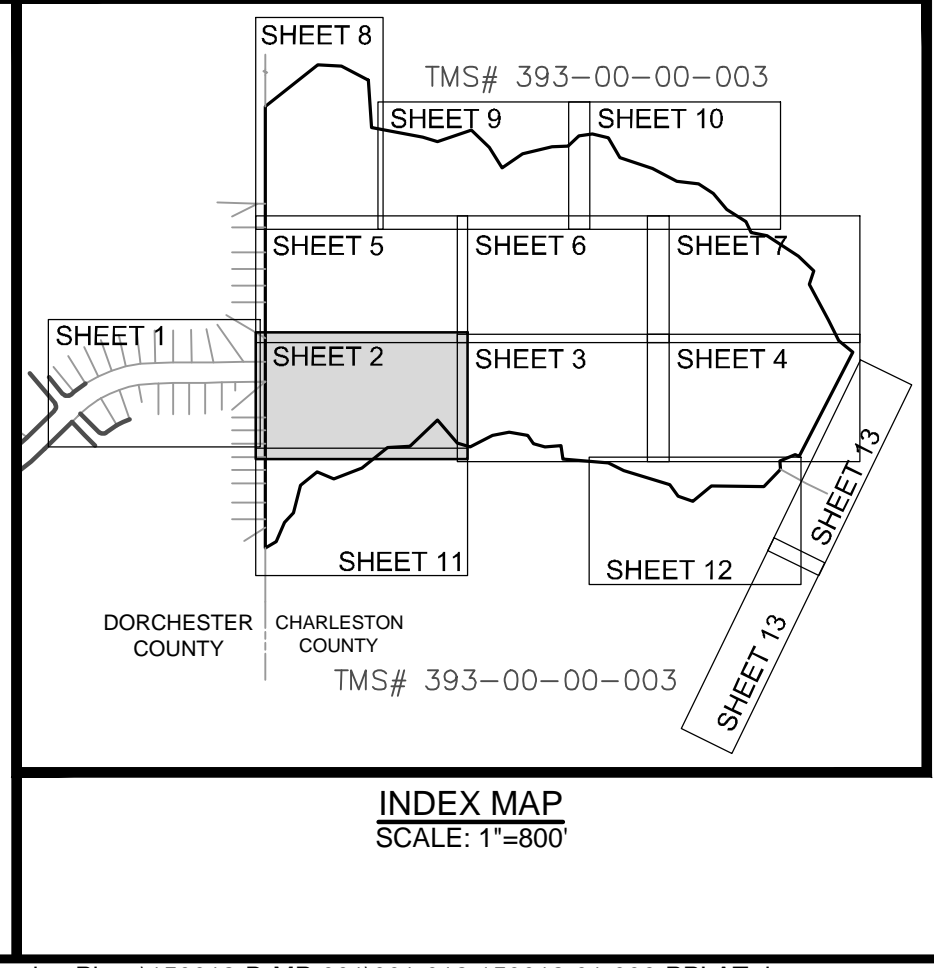 SHEET 8
TMS# 393-00-00-003
SHEET 9
SHEET 10
SHEET 5
SHEET 6
SHEET 7
SHEET 1
SHEET 2
SHEET 3
SHEET 4
SHEET 13
SHEET 11
SHEET 12
SHEET 13
DORCHESTER
COUNTY
CHARLESTON
COUNTY
TMS# 393-00-00-003
INDEX MAP
SCALE: 1"=800'